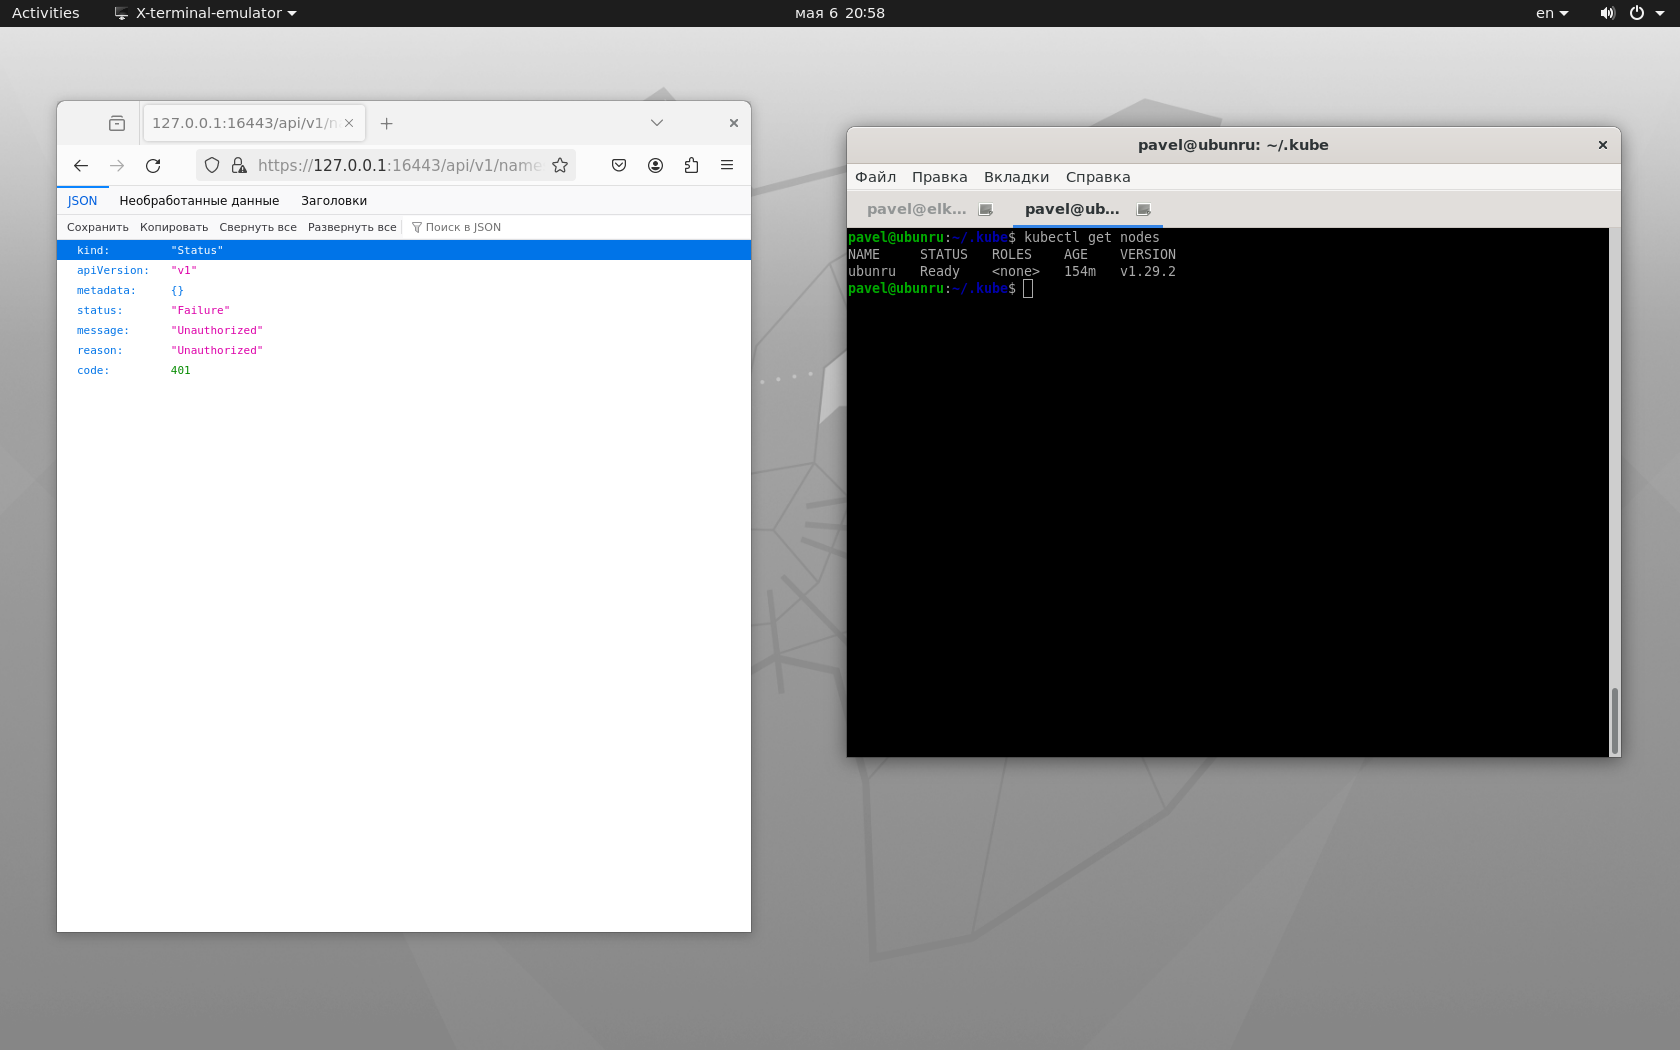 Activities X-terminal-emulator мая 6 20:58 en
127.0.0.1:16443/api/v1/n
https://127.0.0.1:16443/api/v1/name
JSON Необработанные данные Заголовки
Сохранить Копировать Свернуть все Развернуть все Поиск в JSON
kind: "Status"
apiVersion: "v1"
metadata: {}
status: "Failure"
message: "Unauthorized"
reason: "Unauthorized"
code: 401
pavel@ubunru: ~/.kube
Файл Правка Вкладки Справка
pavel@elk... pavel@ub...
pavel@ubunru:~/.kube$ kubectl get nodes
NAME STATUS ROLES AGE VERSION
ubunru Ready <none> 154m v1.29.2
pavel@ubunru:~/.kube$